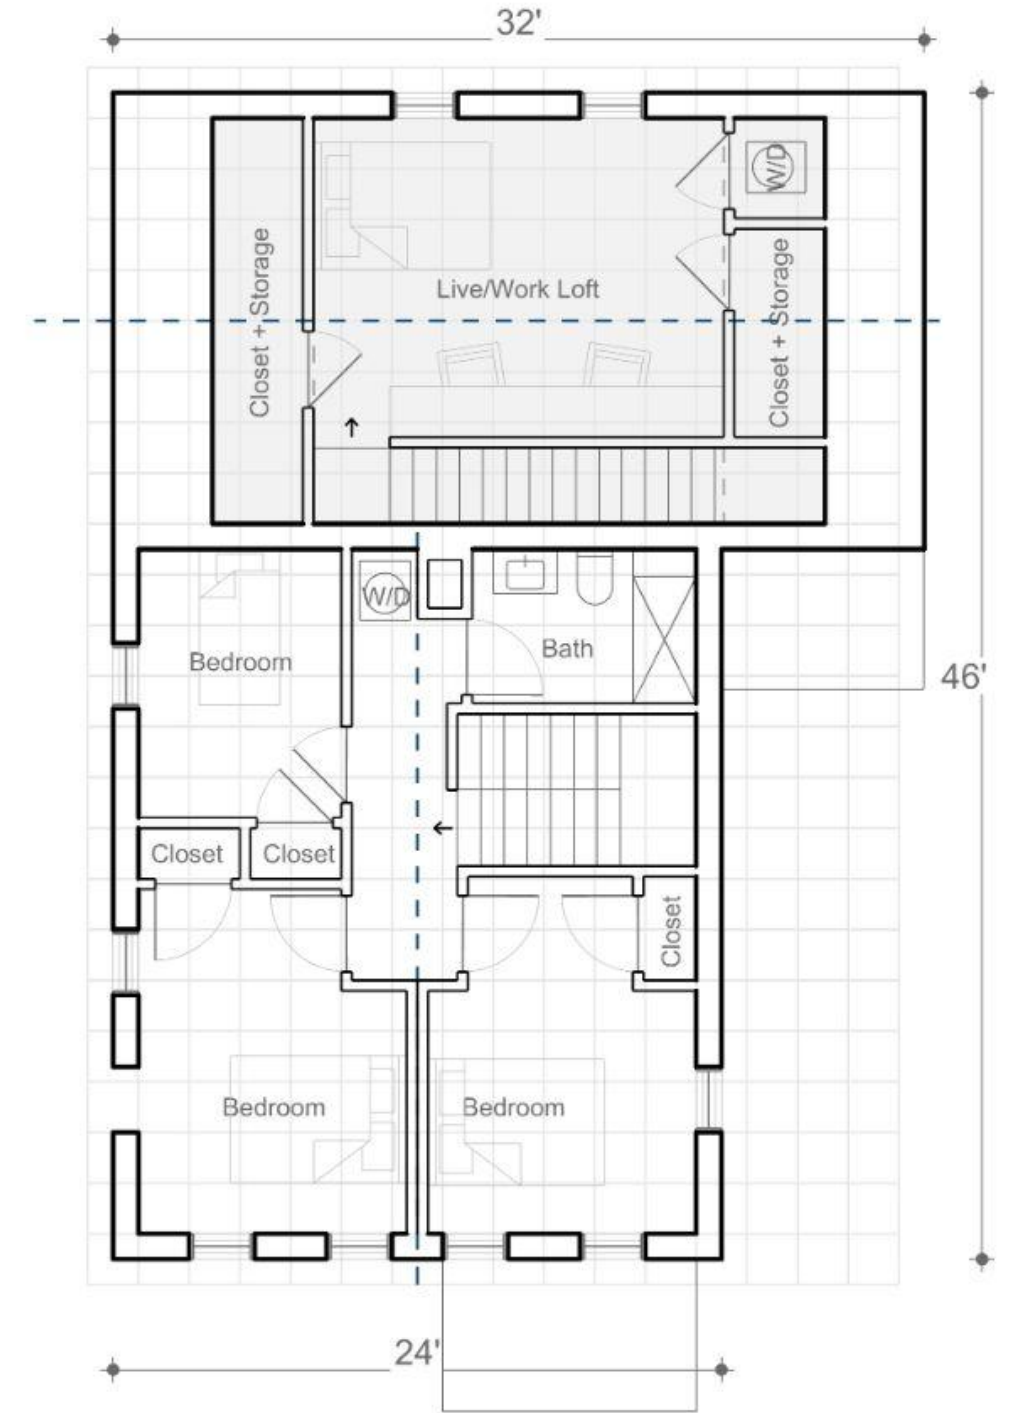 32'
W/D
Closet + Storage
Live/Work Loft
Closet + Storage
W/D
Bath
Bedroom
46'
Closet
Closet
Closet
Bedroom
Bedroom
24'